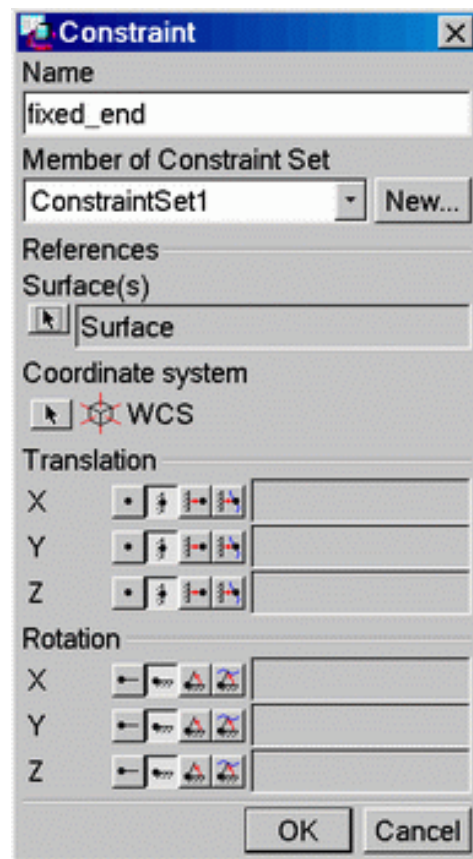 Constraint
Name
fixed_end
Member of Constraint Set
ConstraintSet1 New...
References
Surface(s)
Surface
Coordinate system
WCS
Translation
X
Y
Z
Rotation
X
Y
Z
OK Cancel